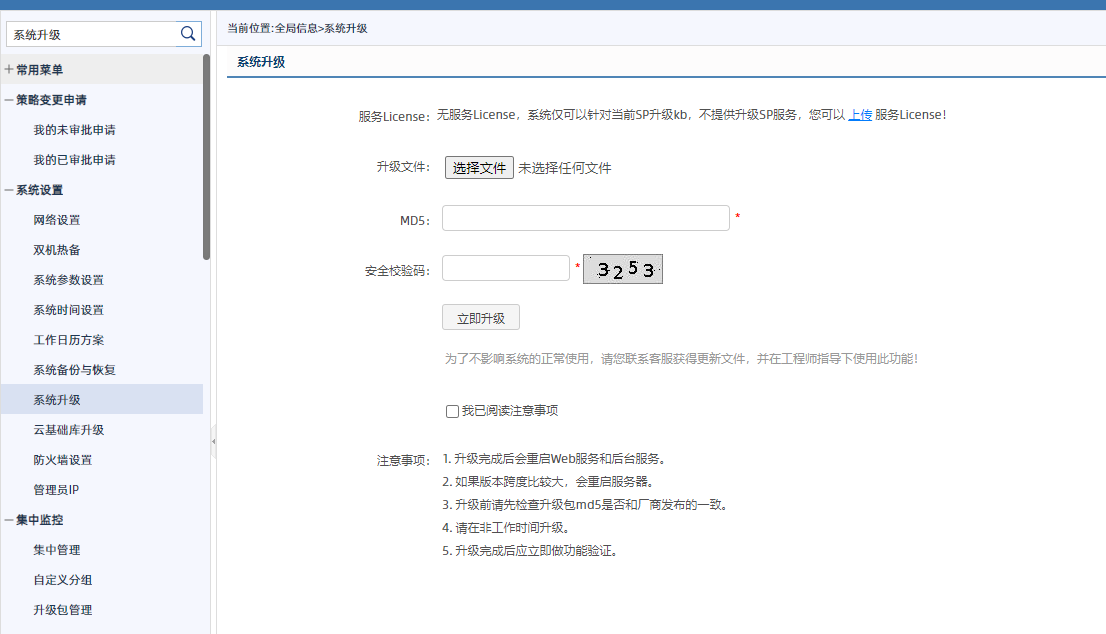 系统升级
+常用菜单
—策略变更申请
我的未审批申请
我的已审批申请
—系统设置
网络设置
双机热备
系统参数设置
系统时间设置
工作日历方案
系统备份与恢复
系统升级
云基础库升级
防火墙设置
管理员IP
—集中监控
集中管理
自定义分组
升级包管理
当前位置:全局信息>系统升级
系统升级
服务License: 无服务License，系统仅可以针对当前SP升级kb，不提供升级SP服务，您可以 上传 服务License!
升级文件: 选择文件 未选择任何文件
MD5: *
安全校验码: * 3253
立即升级
为了不影响系统的正常使用，请您联系客服获得更新文件，并在工程师指导下使用此功能!
我已阅读注意事项
注意事项: 1. 升级完成后会重启Web服务和后台服务。
2. 如果版本跨度比较大，会重启服务器。
3. 升级前请先检查升级包md5是否和厂商发布的一致。
4. 请在非工作时间升级。
5. 升级完成后应立即做功能验证。